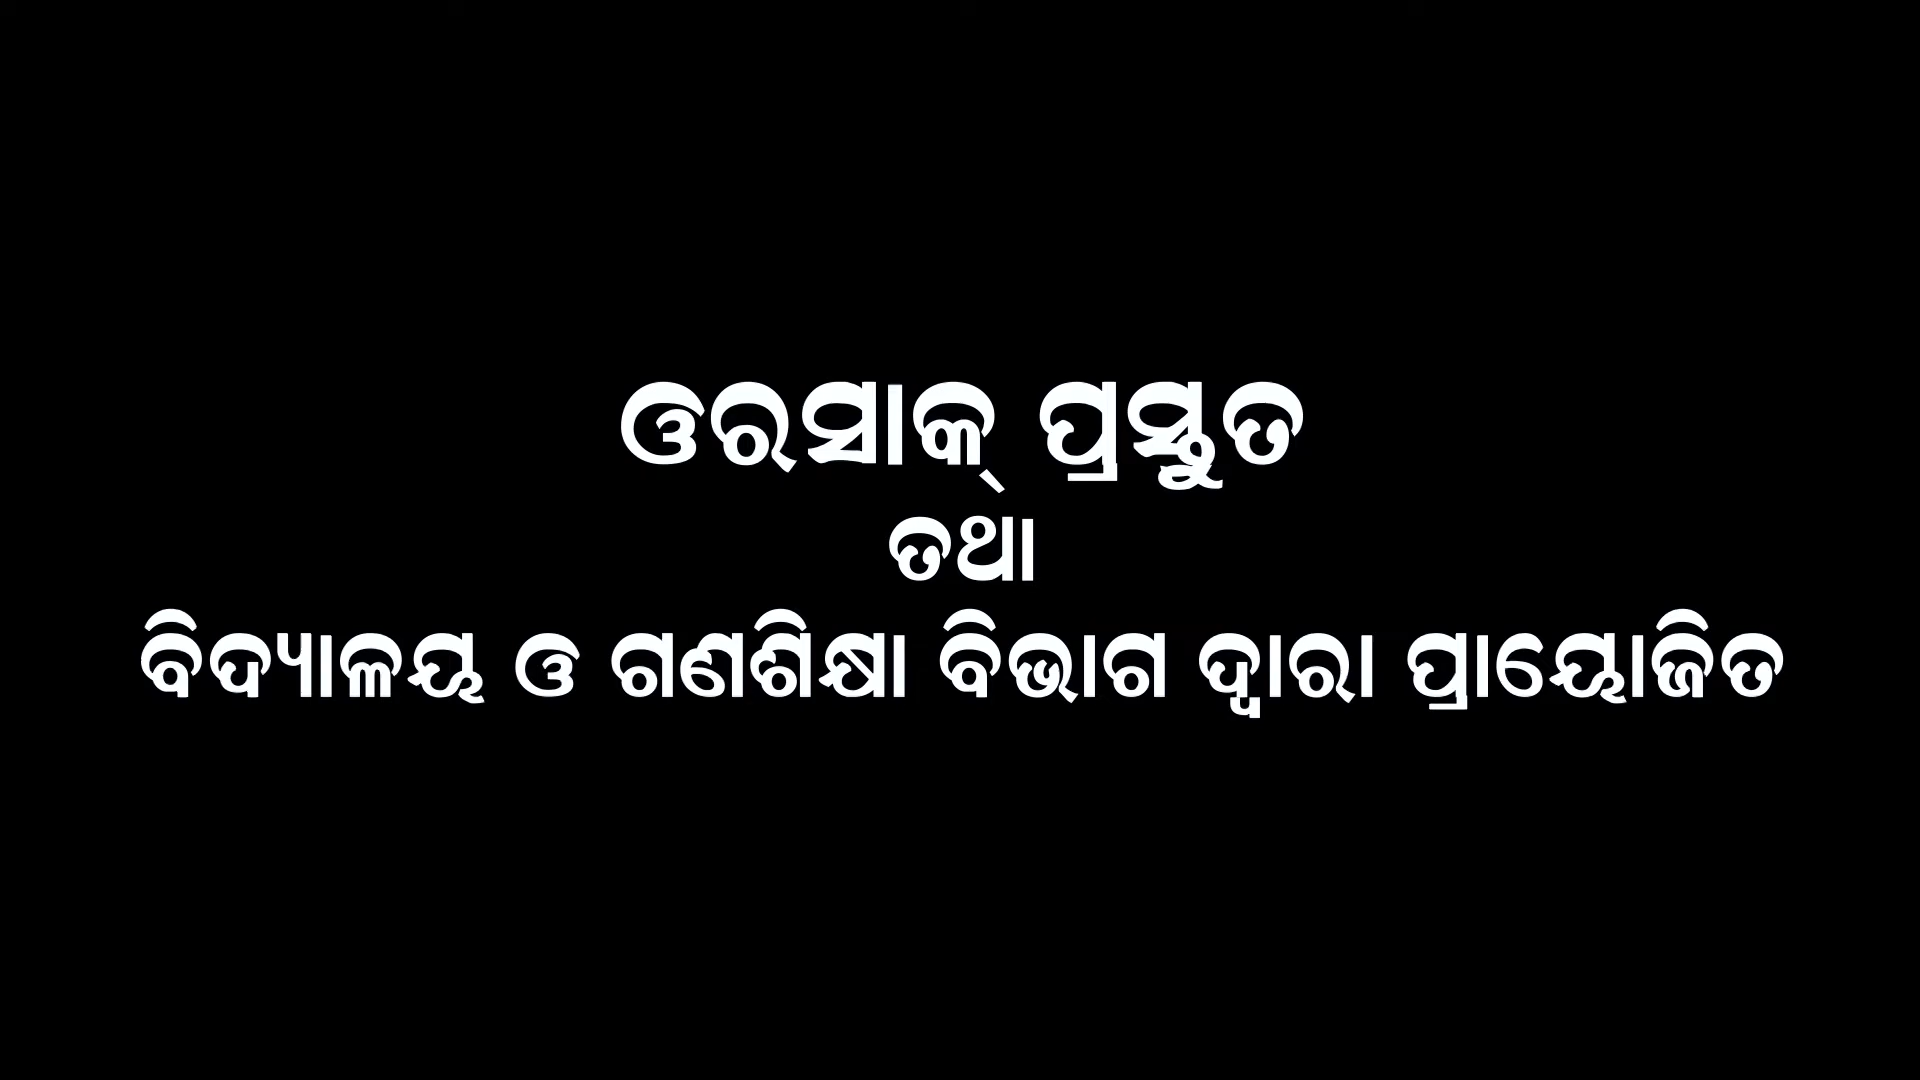 ଓରସାକ୍ ପ୍ରସ୍ତୁତ
ତଥା
ବିଦ୍ୟାଳୟ ଓ ଗଣଶିକ୍ଷା ବିଭାଗ ଦ୍ୱାରା ପ୍ରାୟୋଜିତ